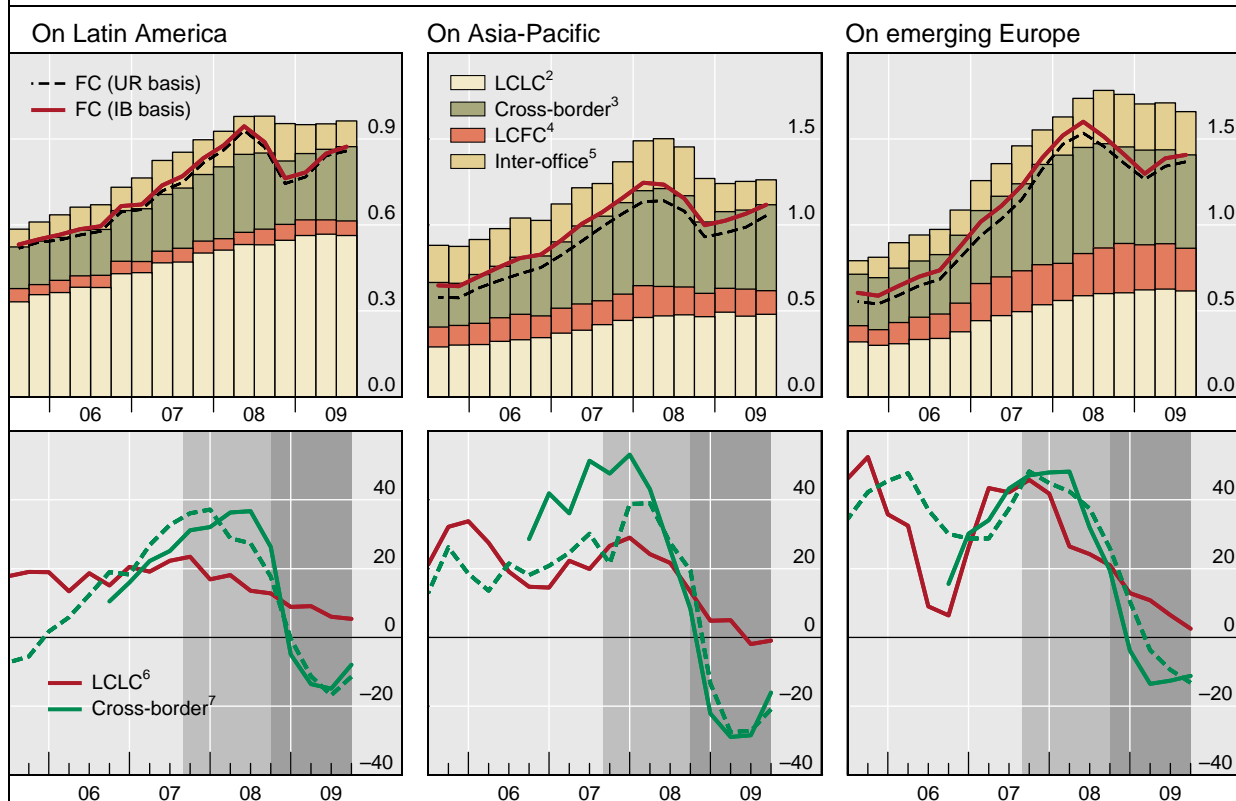 On Latin America
FC (UR basis)
FC (IB basis)
0.9
0.6
0.3
0.0
06 07 08 09
On Asia-Pacific
LCLC2
Cross-border3
LCFC4
Inter-office5
1.5
1.0
0.5
0.0
06 07 08 09
On emerging Europe
1.5
1.0
0.5
0.0
06 07 08 09
LCLC6
Cross-border7
40
20
0
–20
–40
06 07 08 09
40
20
0
–20
–40
06 07 08 09
40
20
0
–20
–40
06 07 08 09